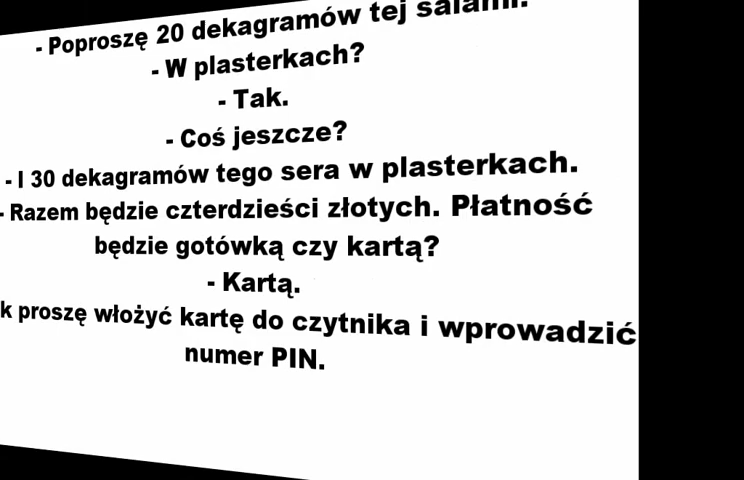 - Poproszę 20 dekagramów tej salami.
- W plasterkach?
- Tak.
- Coś jeszcze?
- I 30 dekagramów tego sera w plasterkach.
- Razem będzie czterdzieści złotych. Płatność
będzie gotówką czy kartą?
- Kartą.
proszę włożyć kartę do czytnika i wprowadzić
numer PIN.